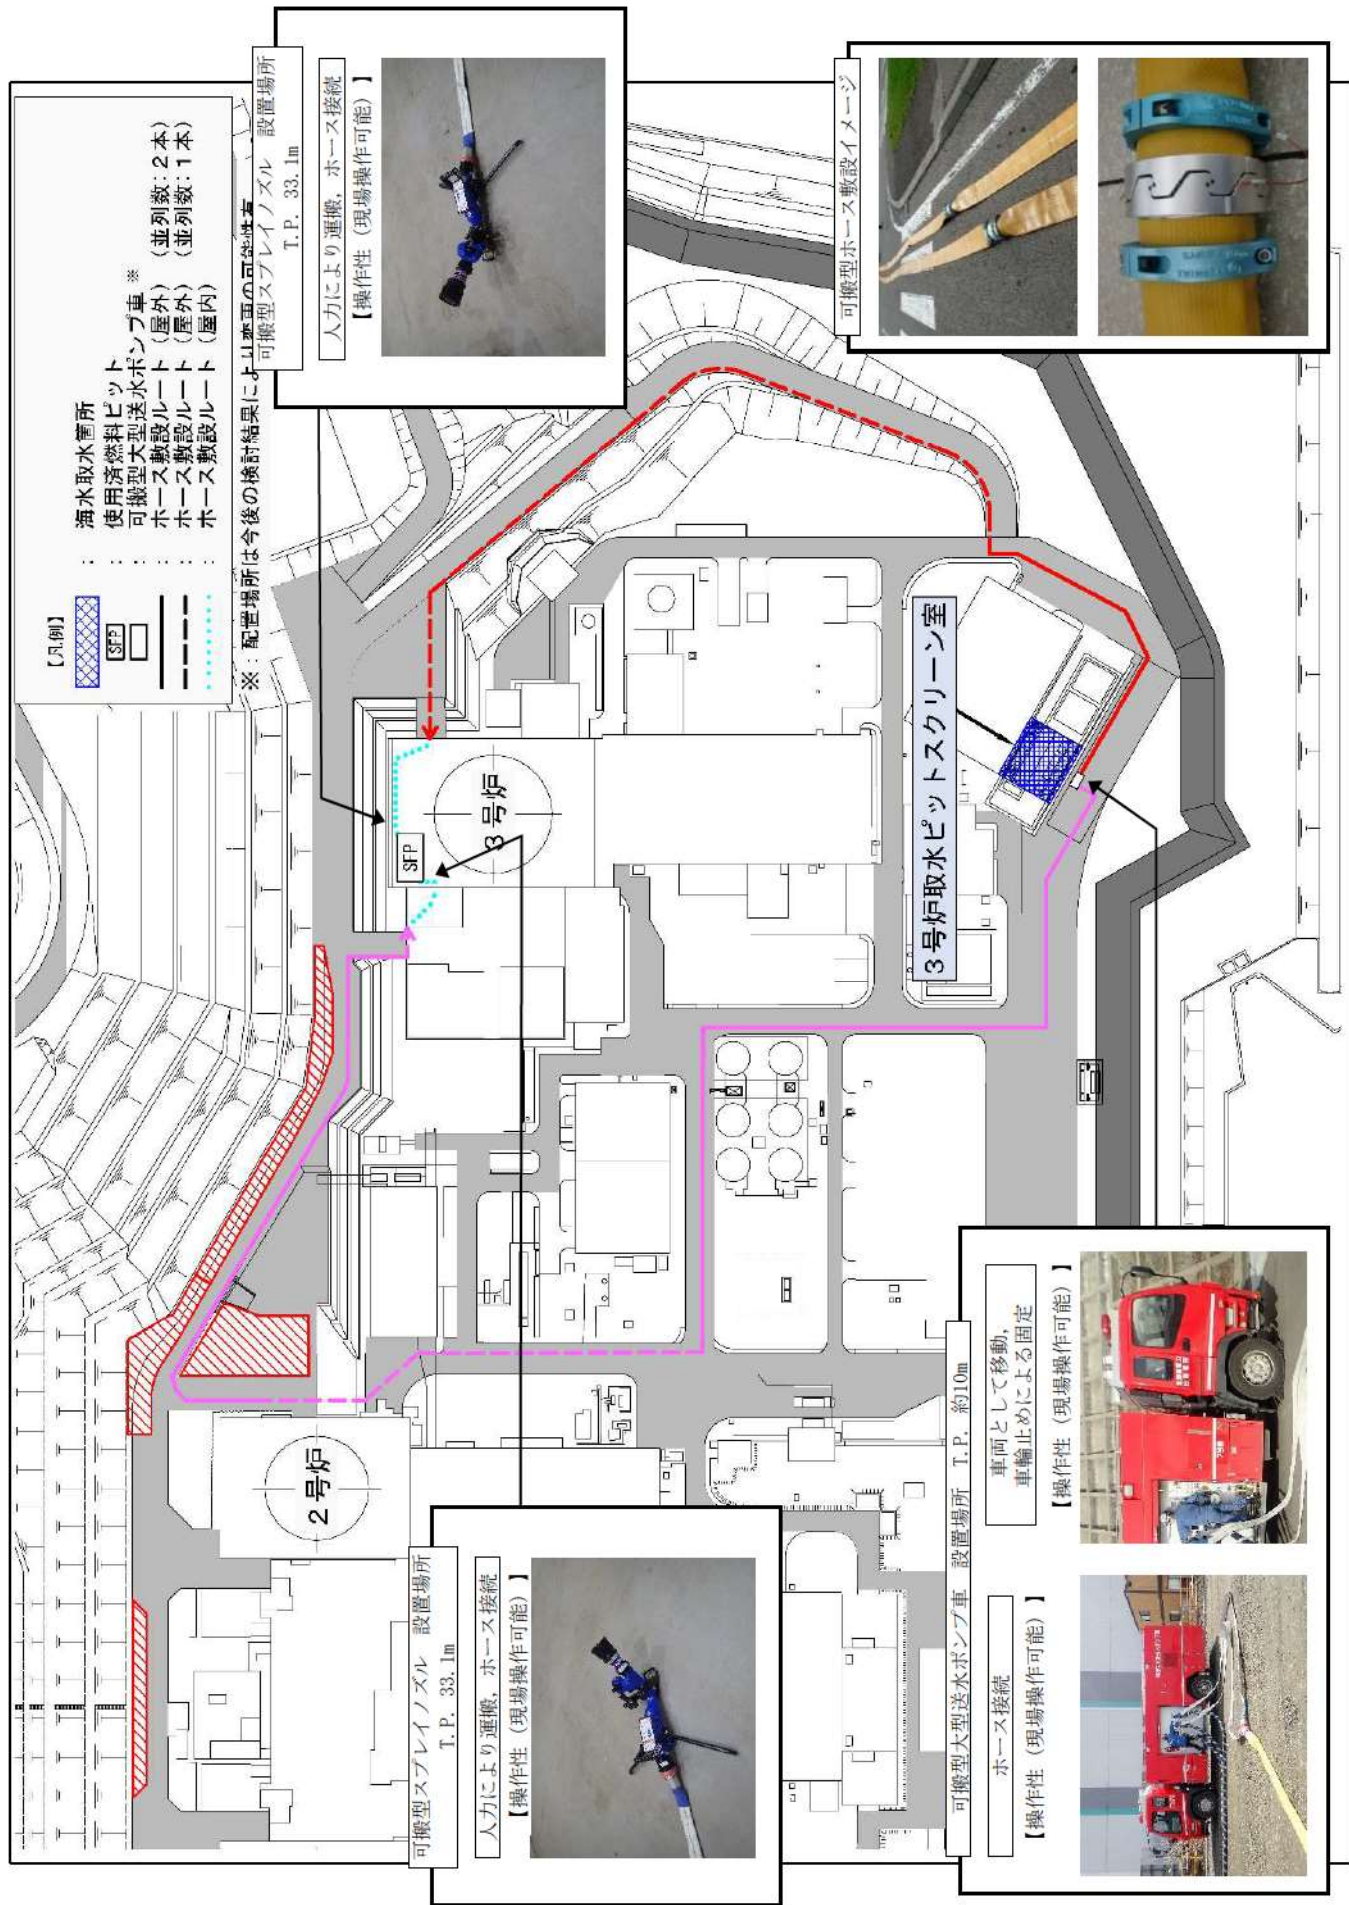 【凡例】
： 海水取水箇所
SFP ： 使用済燃料ピット
： 可搬型大型送水ポンプ車 ※
： ホース敷設ルート（屋外）（並列数：２本）
： ホース敷設ルート（屋外）（並列数：１本）
： ホース敷設ルート（屋内）
※：配置場所は今後の検討結果により変更の可能性有
可搬型スプレイノズル 設置場所
T.P. 33.1m
人力により運搬，ホース接続
【操作性（現場操作可能）】
可搬型ホース敷設イメージ
SFP
３号炉
３号炉取水ピットスクリーン室
２号炉
可搬型スプレイノズル 設置場所
T.P. 33.1m
人力により運搬，ホース接続
【操作性（現場操作可能）】
可搬型大型送水ポンプ車 設置場所 T.P. 約10m
ホース接続
【操作性（現場操作可能）】
車両として移動，
車輪止めによる固定
【操作性（現場操作可能）】